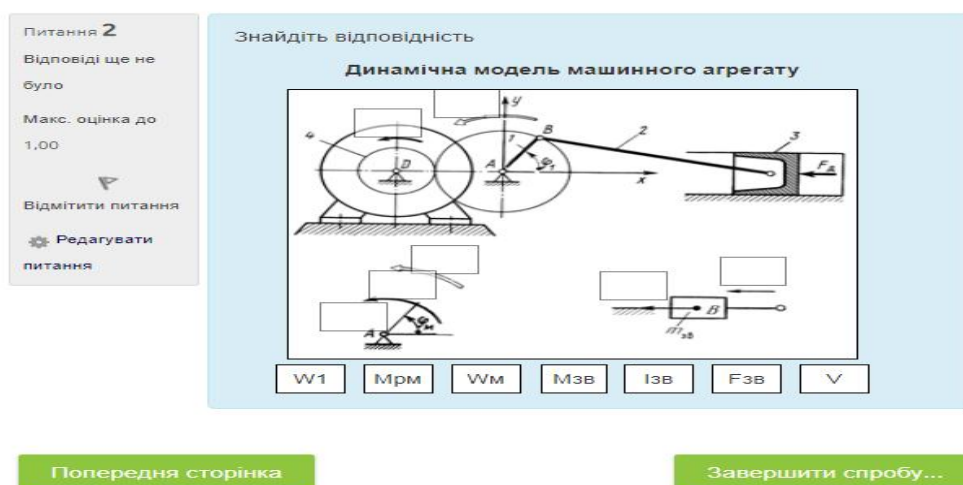 Питання 2
Відповіді ще не
було
Макс. оцінка до
1,00
Відмітити питання
Редагувати
питання
Знайдіть відповідність
Динамічна модель машинного агрегату
y
4
1
B
2
3
D
A
φ₁
x
Fд
A
φм
B
mзв
W1
Mрм
Wм
Mзв
Iзв
Fзв
V
Попередня сторінка
Завершити спробу...